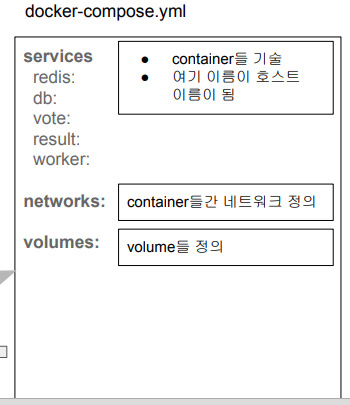 docker-compose.yml
services
redis:
db:
vote:
result:
worker:
● container들 기술
● 여기 이름이 호스트
이름이 됨
networks:
container들간 네트워크 정의
volumes:
volume들 정의